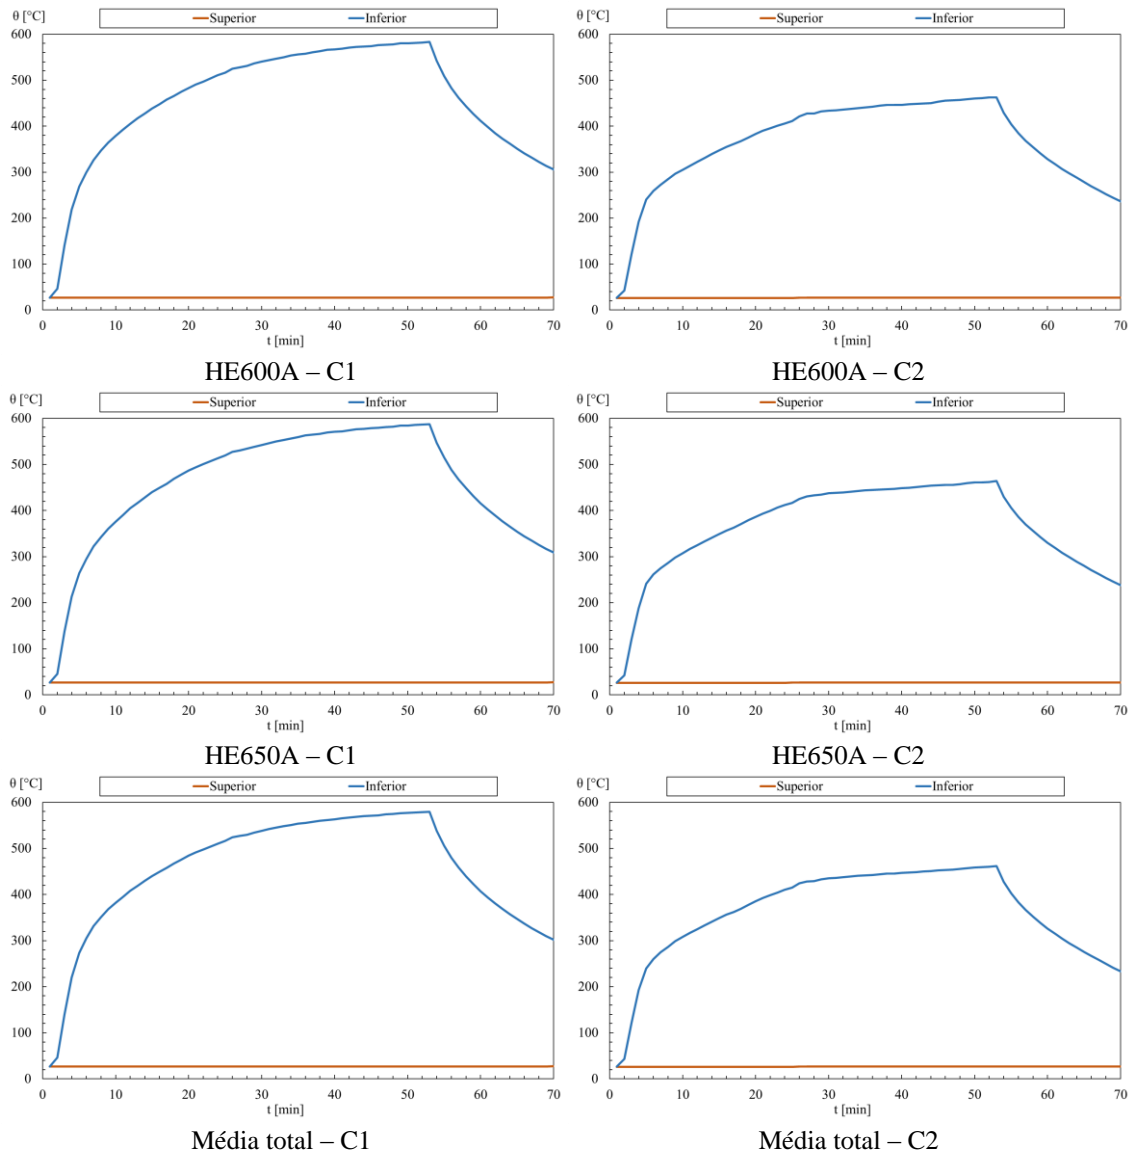 θ [°C]
Superior Inferior
600
500
400
300
200
100
0
0 10 20 30 40 50 60 70
t [min]
HE600A – C1
θ [°C]
Superior Inferior
600
500
400
300
200
100
0
0 10 20 30 40 50 60 70
t [min]
HE600A – C2
θ [°C]
Superior Inferior
600
500
400
300
200
100
0
0 10 20 30 40 50 60 70
t [min]
HE650A – C1
θ [°C]
Superior Inferior
600
500
400
300
200
100
0
0 10 20 30 40 50 60 70
t [min]
HE650A – C2
θ [°C]
Superior Inferior
600
500
400
300
200
100
0
0 10 20 30 40 50 60 70
t [min]
Média total – C1
θ [°C]
Superior Inferior
600
500
400
300
200
100
0
0 10 20 30 40 50 60 70
t [min]
Média total – C2